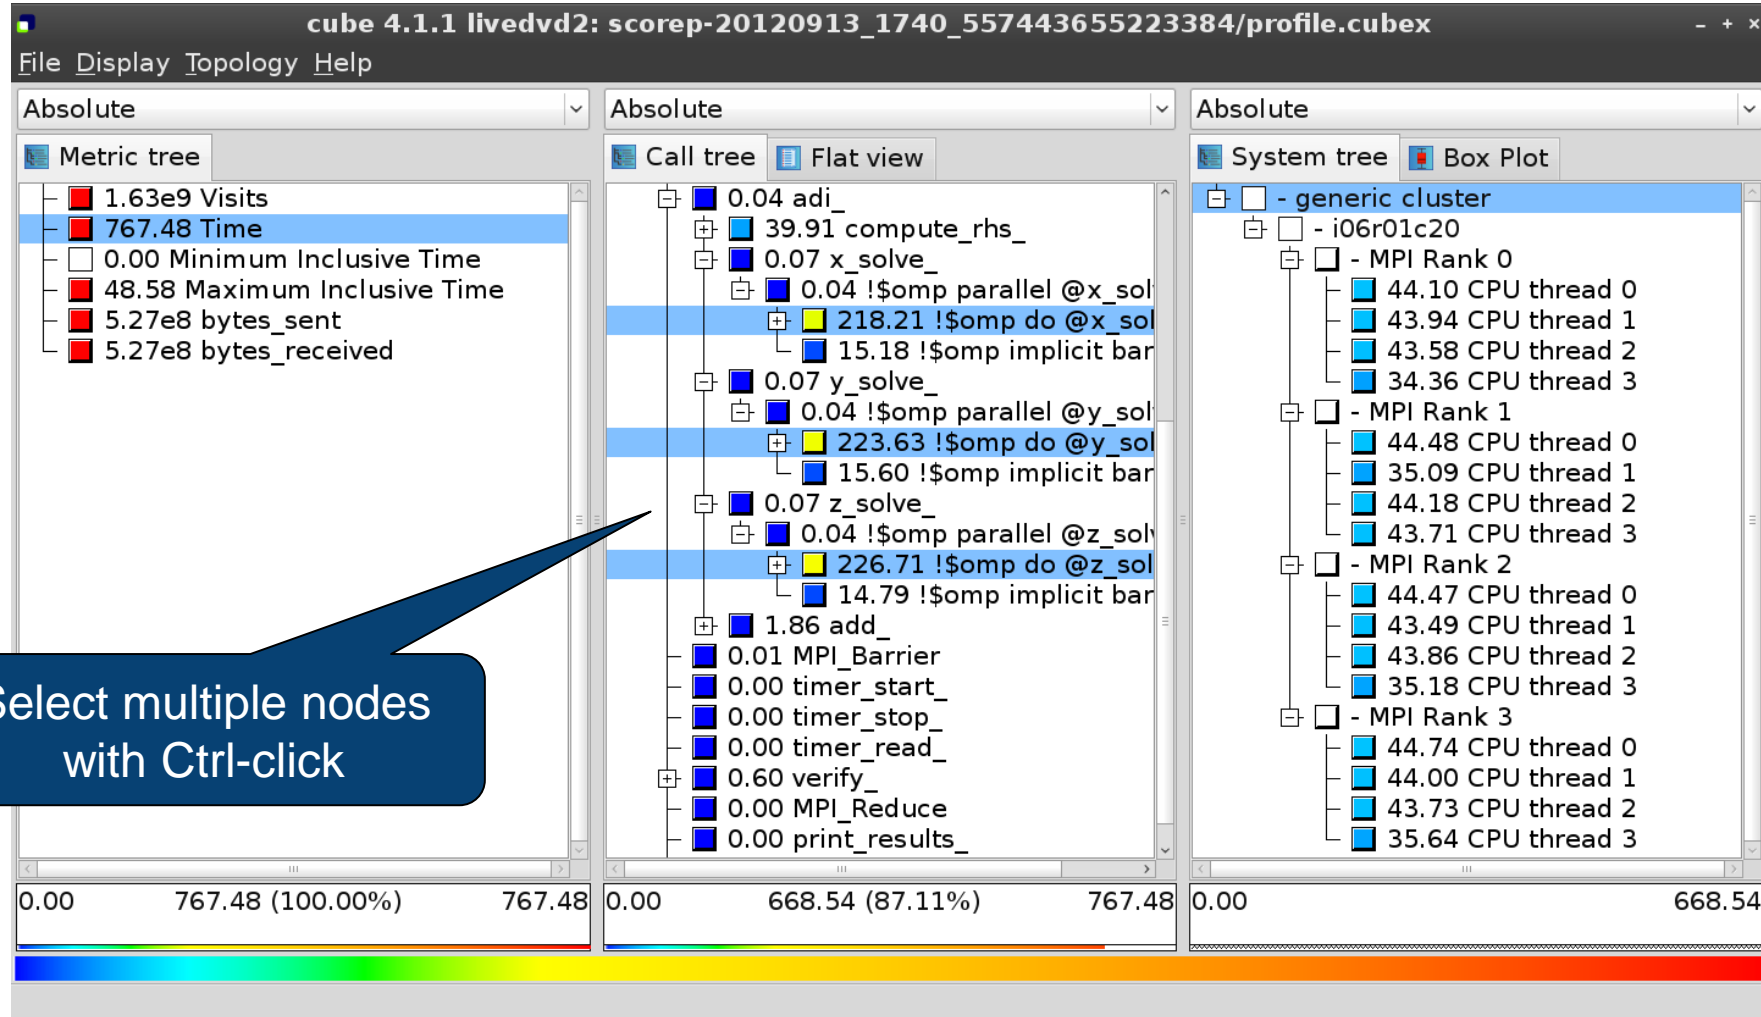 cube 4.1.1 livedvd2: scorep-20120913_1740_557443655223384/profile.cubex
File Display Topology Help
Absolute
Metric tree
1.63e9 Visits
767.48 Time
0.00 Minimum Inclusive Time
48.58 Maximum Inclusive Time
5.27e8 bytes_sent
5.27e8 bytes_received
Select multiple nodes
with Ctrl-click
0.00 767.48 (100.00%) 767.48
Absolute
Call tree Flat view
0.04 adi_
39.91 compute_rhs_
0.07 x_solve_
0.04 !$omp parallel @x_sol
218.21 !$omp do @x_sol
15.18 !$omp implicit bar
0.07 y_solve_
0.04 !$omp parallel @y_sol
223.63 !$omp do @y_sol
15.60 !$omp implicit bar
0.07 z_solve_
0.04 !$omp parallel @z_solv
226.71 !$omp do @z_sol
14.79 !$omp implicit bar
1.86 add_
0.01 MPI_Barrier
0.00 timer_start_
0.00 timer_stop_
0.00 timer_read_
0.60 verify_
0.00 MPI_Reduce
0.00 print_results_
0.00 668.54 (87.11%) 767.48
Absolute
System tree Box Plot
- generic cluster
- i06r01c20
- MPI Rank 0
44.10 CPU thread 0
43.94 CPU thread 1
43.58 CPU thread 2
34.36 CPU thread 3
- MPI Rank 1
44.48 CPU thread 0
35.09 CPU thread 1
44.18 CPU thread 2
43.71 CPU thread 3
- MPI Rank 2
44.47 CPU thread 0
43.49 CPU thread 1
43.86 CPU thread 2
35.18 CPU thread 3
- MPI Rank 3
44.74 CPU thread 0
44.00 CPU thread 1
43.73 CPU thread 2
35.64 CPU thread 3
0.00 668.54